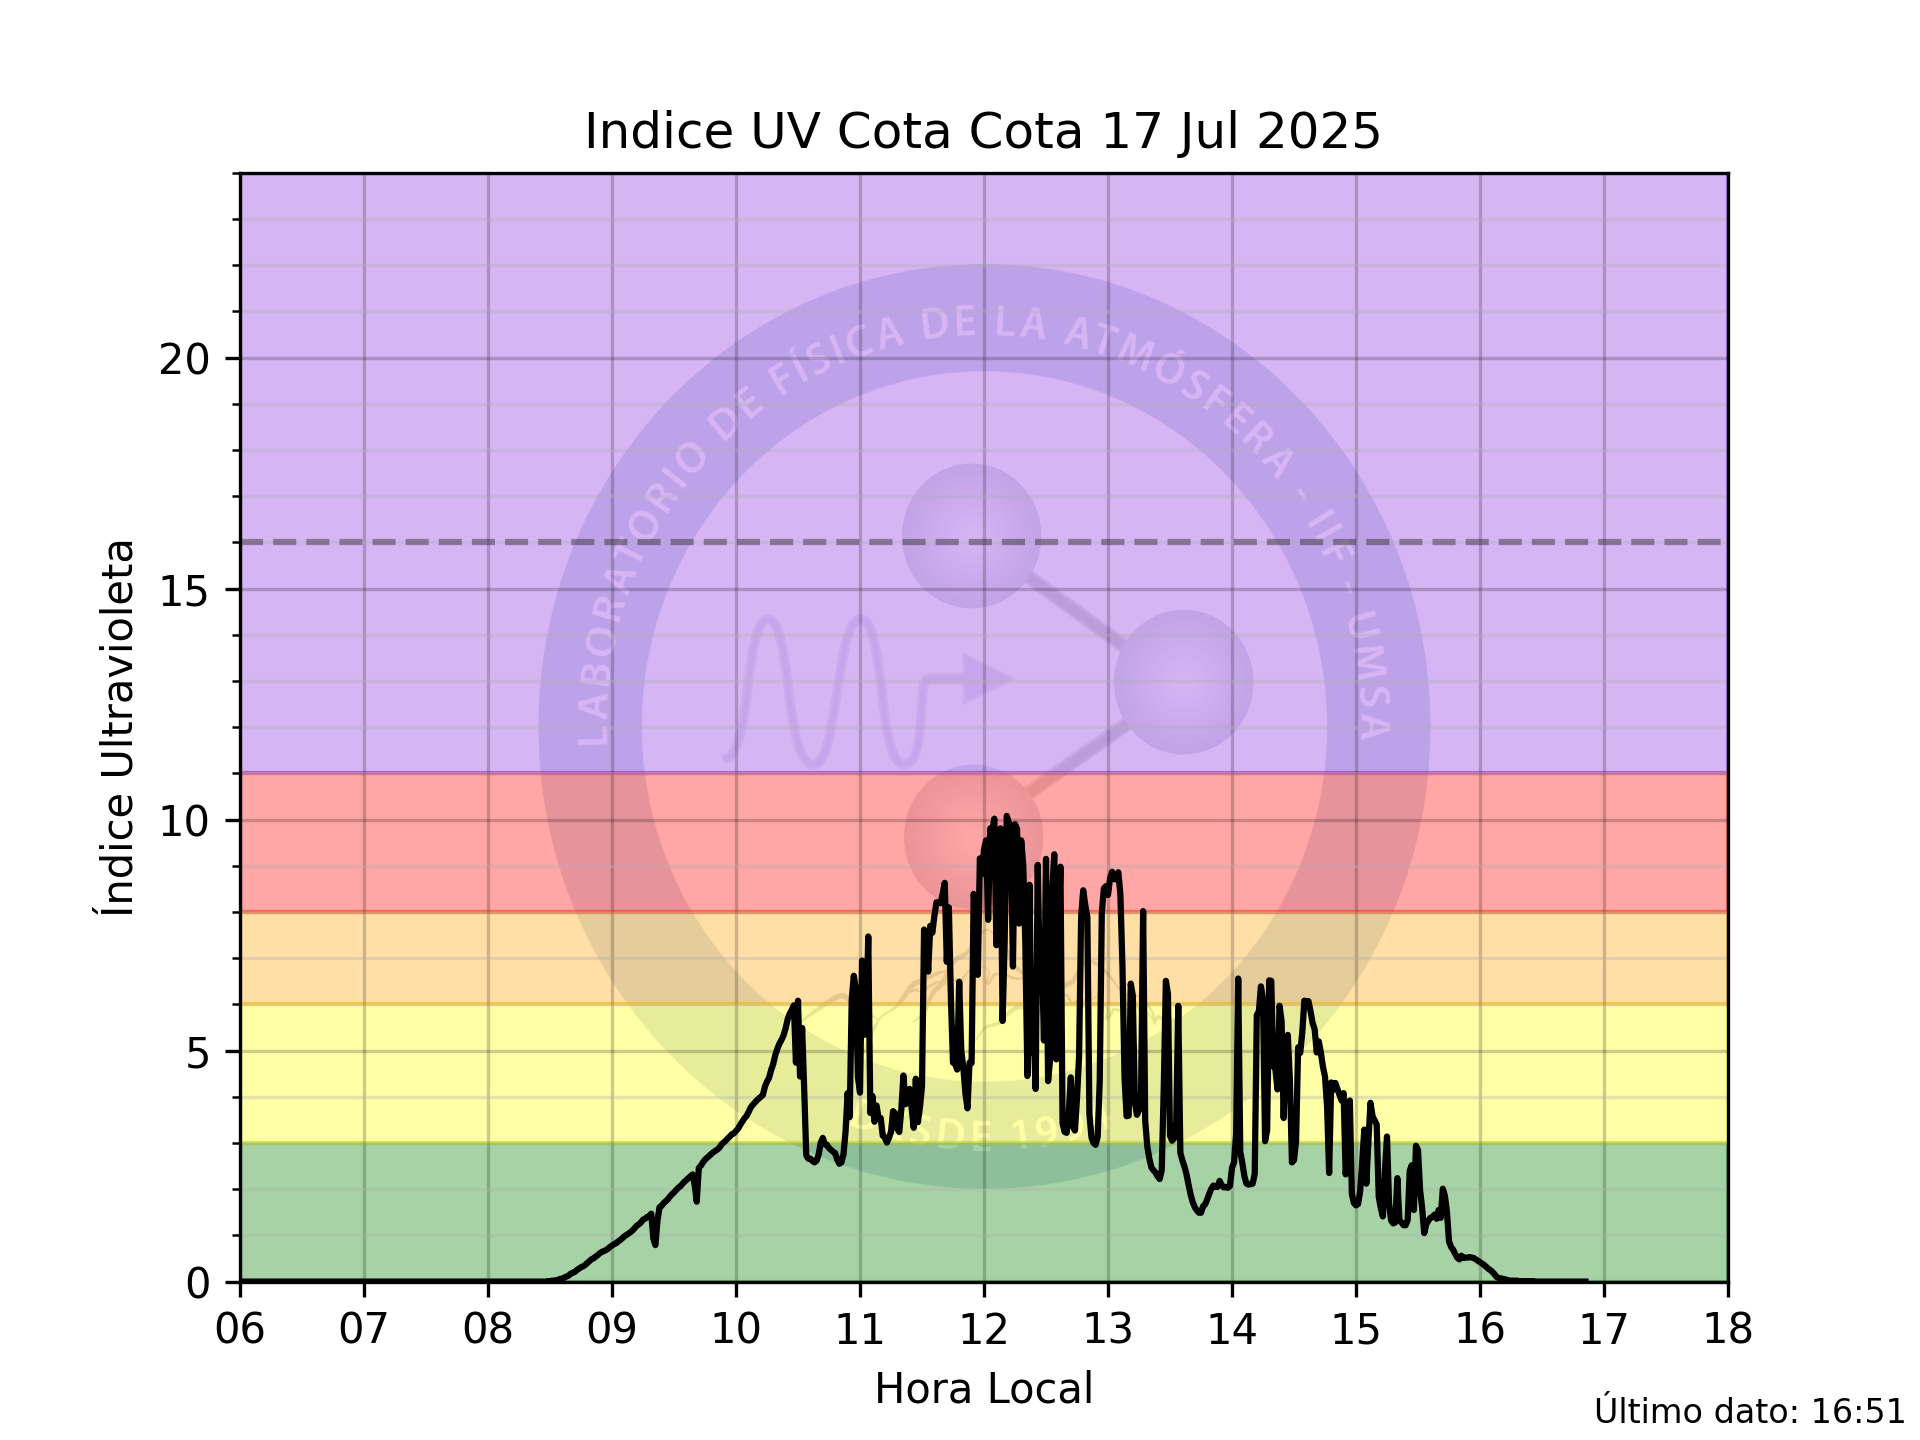 Indice UV Cota Cota 17 Jul 2025
Índice Ultravioleta
20
15
10
5
0
LABORATORIO DE FÍSICA DE LA ATMÓSFERA - IIF - UMSA
06 07 08 09 10 11 12 13 14 15 16 17 18
Hora Local
Último dato: 16:51